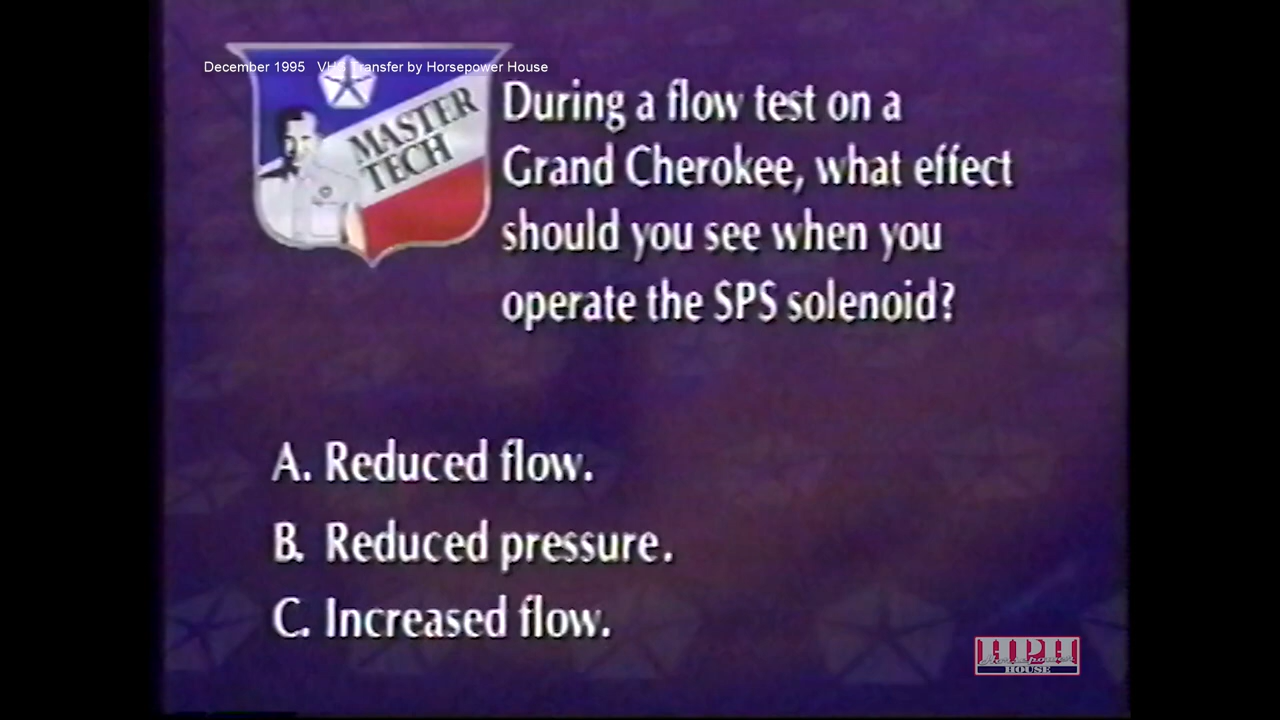 December 1995 VHS Transfer by Horsepower House
MASTER
TECH
During a flow test on a
Grand Cherokee, what effect
should you see when you
operate the SPS solenoid?
A. Reduced flow.
B. Reduced pressure.
C. Increased flow.
HPH
Horsepower
HOUSE